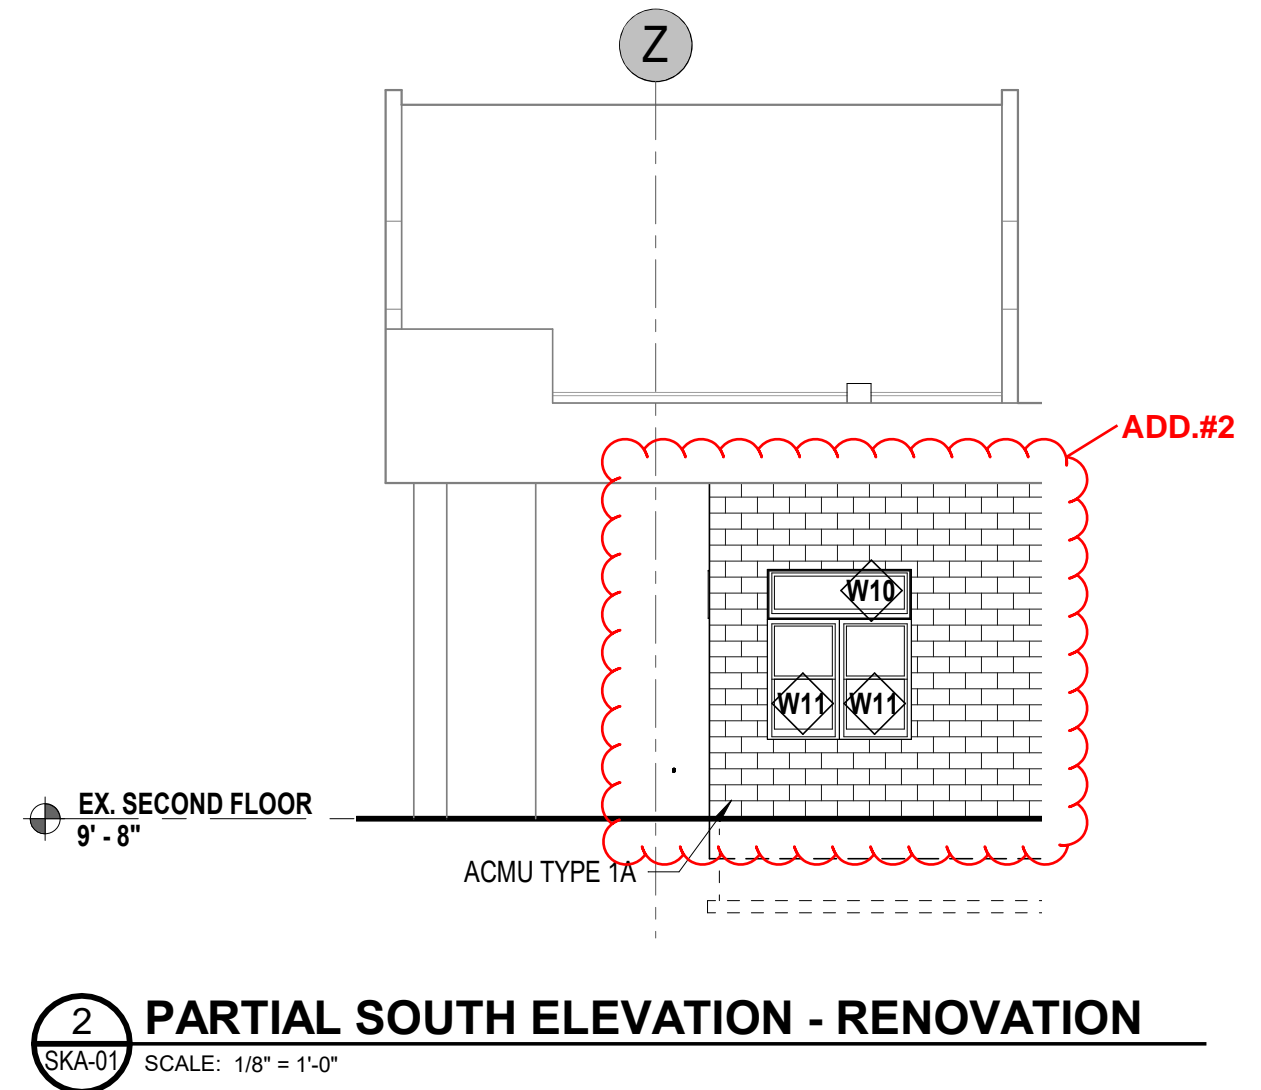 Z
ADD.#2
W10
W11 W11
EX. SECOND FLOOR
9' - 8"
ACMU TYPE 1A
2
SKA-01
PARTIAL SOUTH ELEVATION - RENOVATION
SCALE: 1/8" = 1'-0"